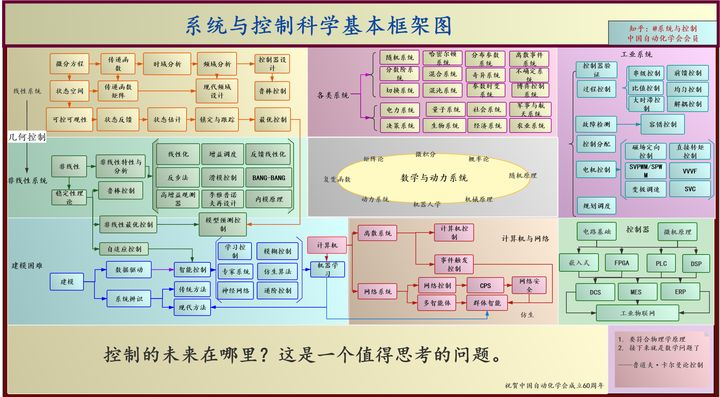 系统与控制科学基本框架图
知乎:@系统与控制
中国自动化学会会员
线性系统
微分方程
传递函数
时域分析
频域分析
控制器设计
状态空间
传递函数矩阵
现代频域设计
鲁棒控制
可控可观性
状态反馈
状态估计
镇定与跟踪
最优控制
几何控制
非线性系统
非线性
非线性特性与分析
稳定性理论
鲁棒控制
线性化
增益调度
反馈线性化
反步法
滑模控制
BANG-BANG
高增益观测器
李雅普诺夫再设计
内模原理
非线性最优控制
模型预测控制
自适应控制
建模困难
建模
数据驱动
系统辨识
智能控制
传统方法
现代方法
学习控制
模糊控制
专家系统
仿生算法
神经网络
递阶控制
计算机
机器学习
各类系统
随机系统
哈密尔顿系统
分布参数系统
离散事件系统
分数阶系统
混合系统
奇异系统
不确定系统
切换系统
混沌系统
参数时变系统
博弈控制系统
电力系统
量子系统
社会系统
军事与航天系统
决策系统
生物系统
经济系统
农业系统
矩阵论
微积分
概率论
复变函数
数学与动力系统
随机原理
动力系统
机器人学
机械原理
计算机与网络
离散系统
计算机控制
事件触发控制
网络系统
网络控制
CPS
网络安全
多智能体
群体智能
仿生
工业系统
控制器验证
过程控制
串级控制
前馈控制
比值控制
均匀控制
大时滞控制
解耦控制
故障检测
容错控制
控制分配
电机控制
磁场定向控制
直接转矩控制
SVPWM/SPWM
VVVF
变极调速
SVC
规划调度
控制器
电路基础
微机原理
嵌入式
FPGA
PLC
DSP
DCS
MES
ERP
工业物联网
控制的未来在哪里?这是一个值得思考的问题。
祝贺中国自动化学会成立60周年
1. 要符合物理学原理
2. 接下来就是数学问题了
——鲁道夫·卡尔曼论控制